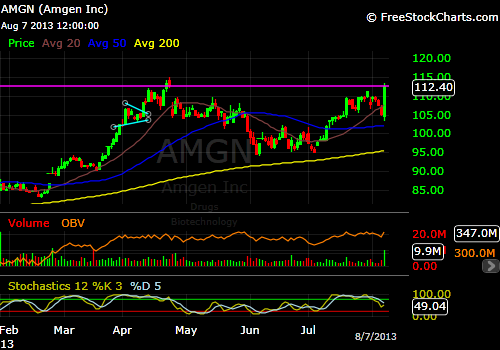 AMGN (Amgen Inc)
© FreeStockCharts.com
Aug 7 2013 12:00:00
Price Avg 20 Avg 50 Avg 200
120.00
115.00
112.40
110.00
105.00
100.00
95.00
90.00
85.00
AMGN
Amgen Inc
Drugs
Biotechnology
Volume OBV
20.0M
347.0M
9.9M
300.0M
0.00
Stochastics 12 %K 3 %D 5
100.00
49.04
0.00
Feb Mar Apr May Jun Jul
13
8/7/2013